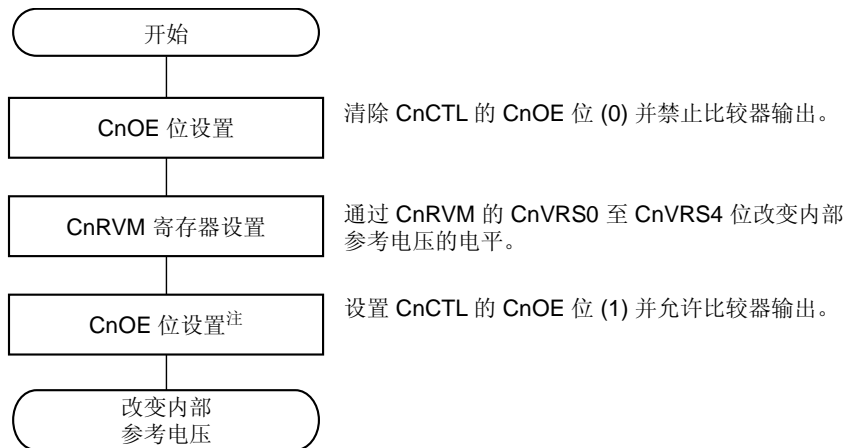 开始
CnOE 位设置
清除 CnCTL 的 CnOE 位 (0) 并禁止比较器输出。
CnRVM 寄存器设置
通过 CnRVM 的 CnVRS0 至 CnVRS4 位改变内部
参考电压的电平。
CnOE 位设置注
设置 CnCTL 的 CnOE 位 (1) 并允许比较器输出。
改变内部
参考电压